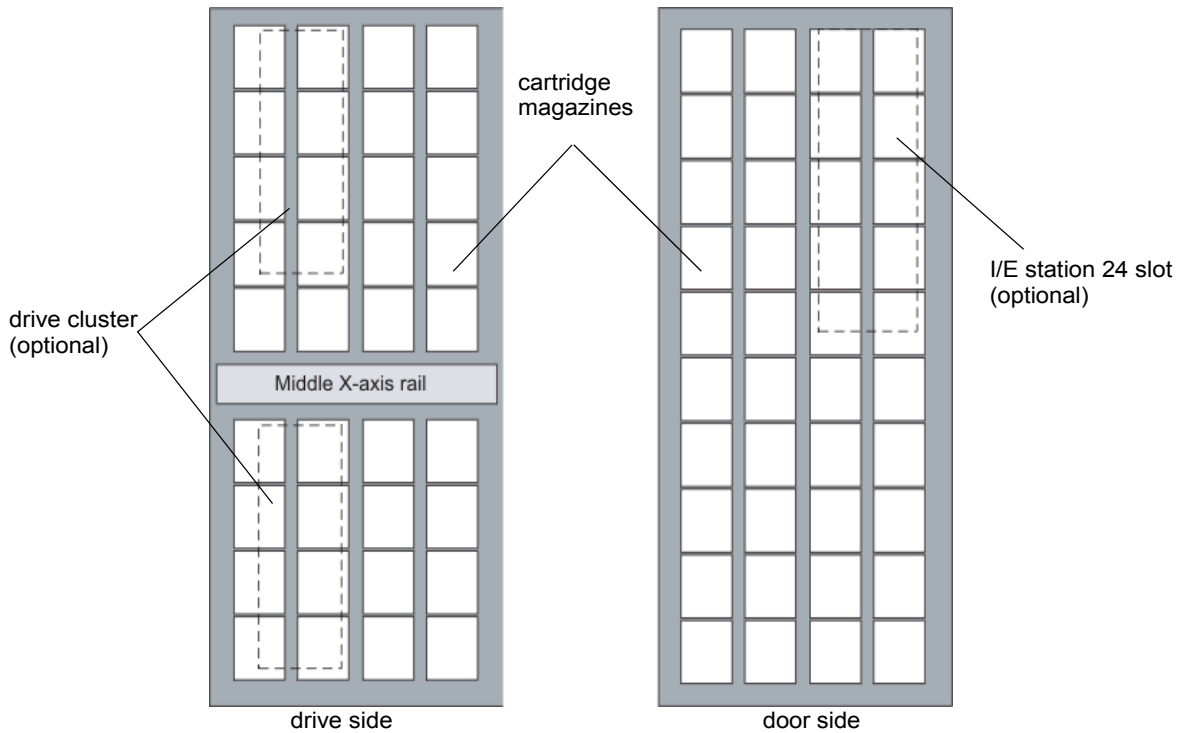 cartridge
magazines
I/E station 24 slot
(optional)
drive cluster
(optional)
Middle X-axis rail
drive side
door side